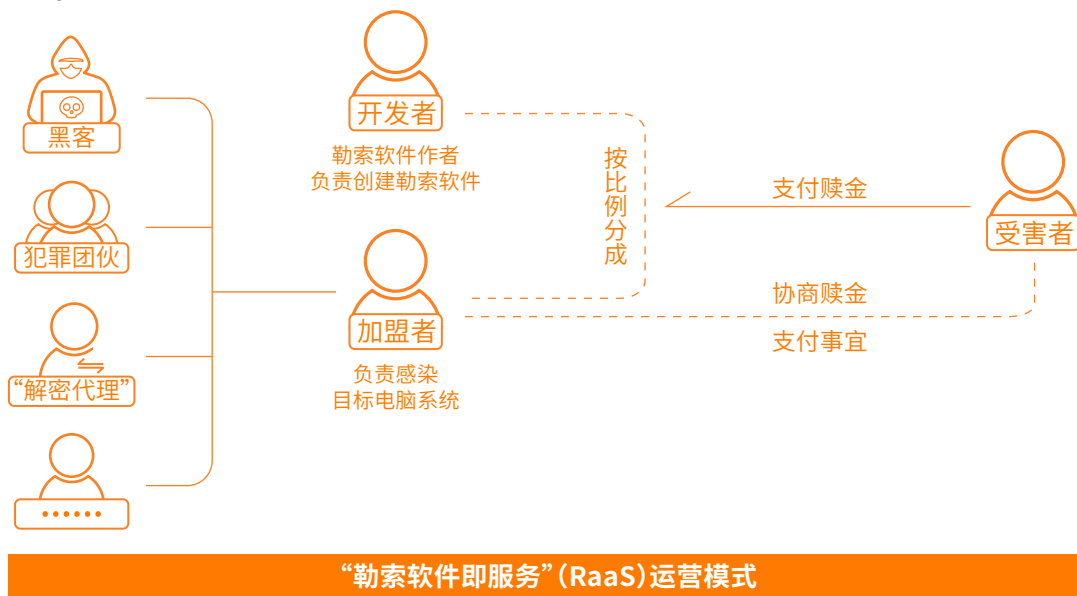 黑客
犯罪团伙
“解密代理”
······
开发者
勒索软件作者
负责创建勒索软件
加盟者
负责感染
目标电脑系统
按比例分成
支付赎金
协商赎金
支付事宜
受害者
“勒索软件即服务”(RaaS)运营模式